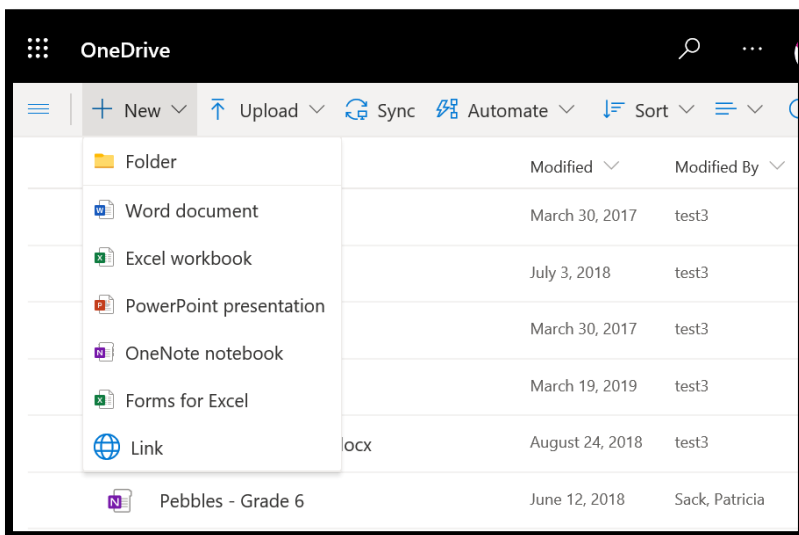 OneDrive
New Upload Sync Automate Sort
Folder
Modified Modified By
Word document
March 30, 2017 test3
Excel workbook
July 3, 2018 test3
PowerPoint presentation
March 30, 2017 test3
OneNote notebook
March 19, 2019 test3
Forms for Excel
Link
ocx August 24, 2018 test3
Pebbles - Grade 6 June 12, 2018 Sack, Patricia